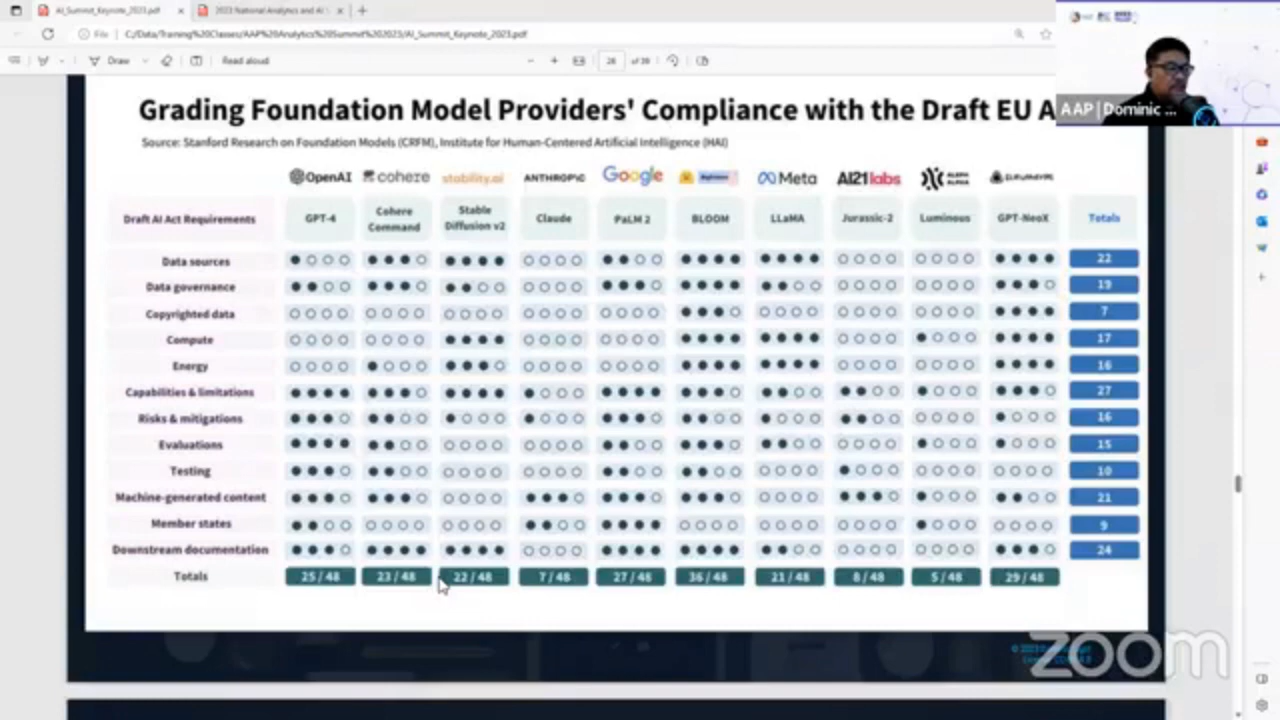 AI_Summit_Keynote_2023.pdf
2023 National Analytics and AI
File
C:/Data/Training%20Classes/AAP%20Analytics%20Summit%202023/AI_Summit_Keynote_2023.pdf
Draw
Read aloud
26 of 39
AAP | Dominic ...
Grading Foundation Model Providers' Compliance with the Draft EU A
Source: Stanford Research on Foundation Models (CRFM), Institute for Human-Centered Artificial Intelligence (HAI)
OpenAI cohere stability.ai ANTHROP\C Google Meta AI21labs
Draft AI Act Requirements GPT-4 Cohere Command Stable Diffusion v2 Claude PaLM 2 BLOOM LLaMA Jurassic-2 Luminous GPT-NeoX Totals
Data sources 22
Data governance 19
Copyrighted data 7
Compute 17
Energy 16
Capabilities & limitations 27
Risks & mitigations 16
Evaluations 15
Testing 10
Machine-generated content 21
Member states 9
Downstream documentation 24
Totals 25 / 48 23 / 48 22 / 48 7 / 48 27 / 48 36 / 48 21 / 48 8 / 48 5 / 48 29 / 48
zoom